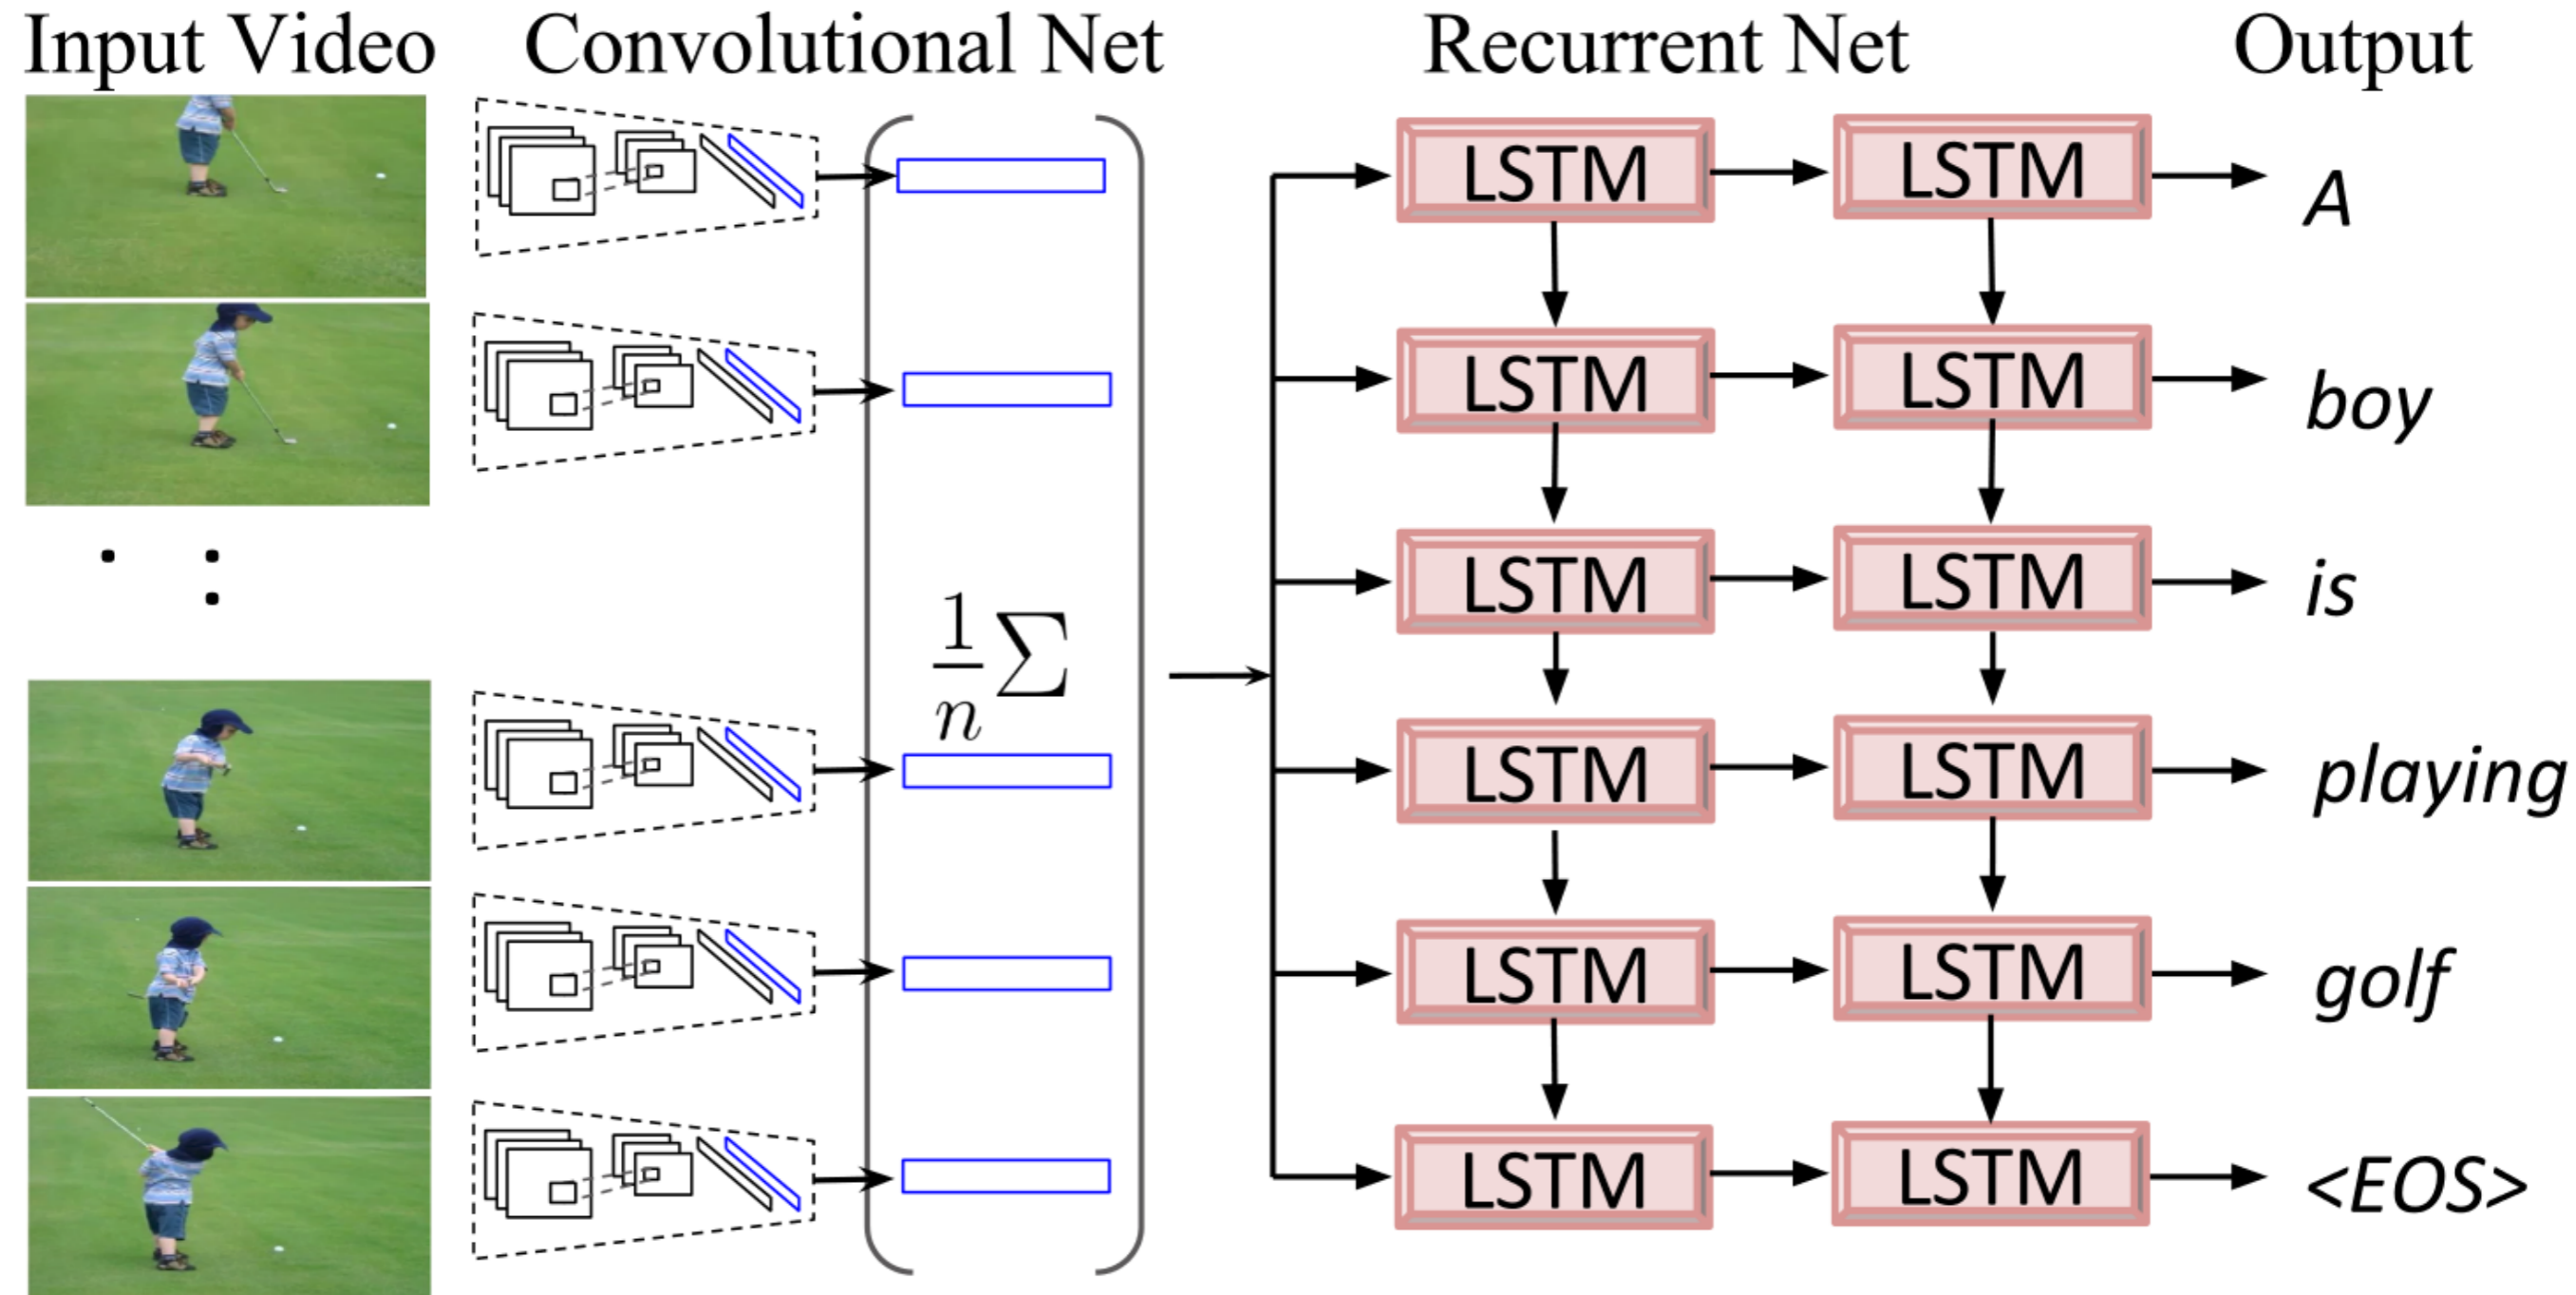 Input Video Convolutional Net Recurrent Net Output
LSTM LSTM A
LSTM LSTM boy
LSTM LSTM is
1/n ∑
LSTM LSTM playing
LSTM LSTM golf
LSTM LSTM <EOS>